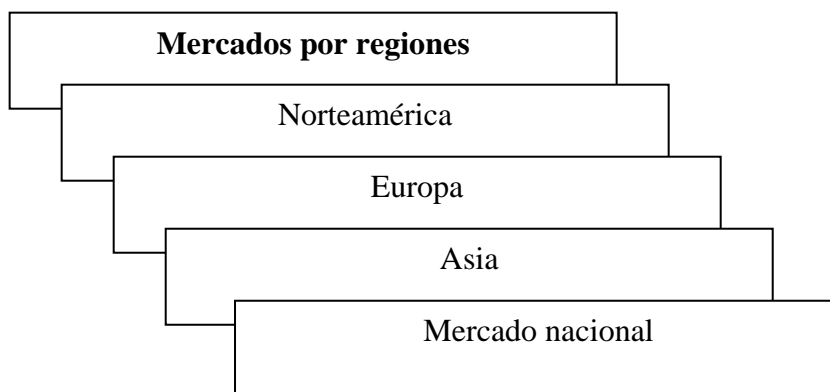 Mercados por regiones
Norteamérica
Europa
Asia
Mercado nacional